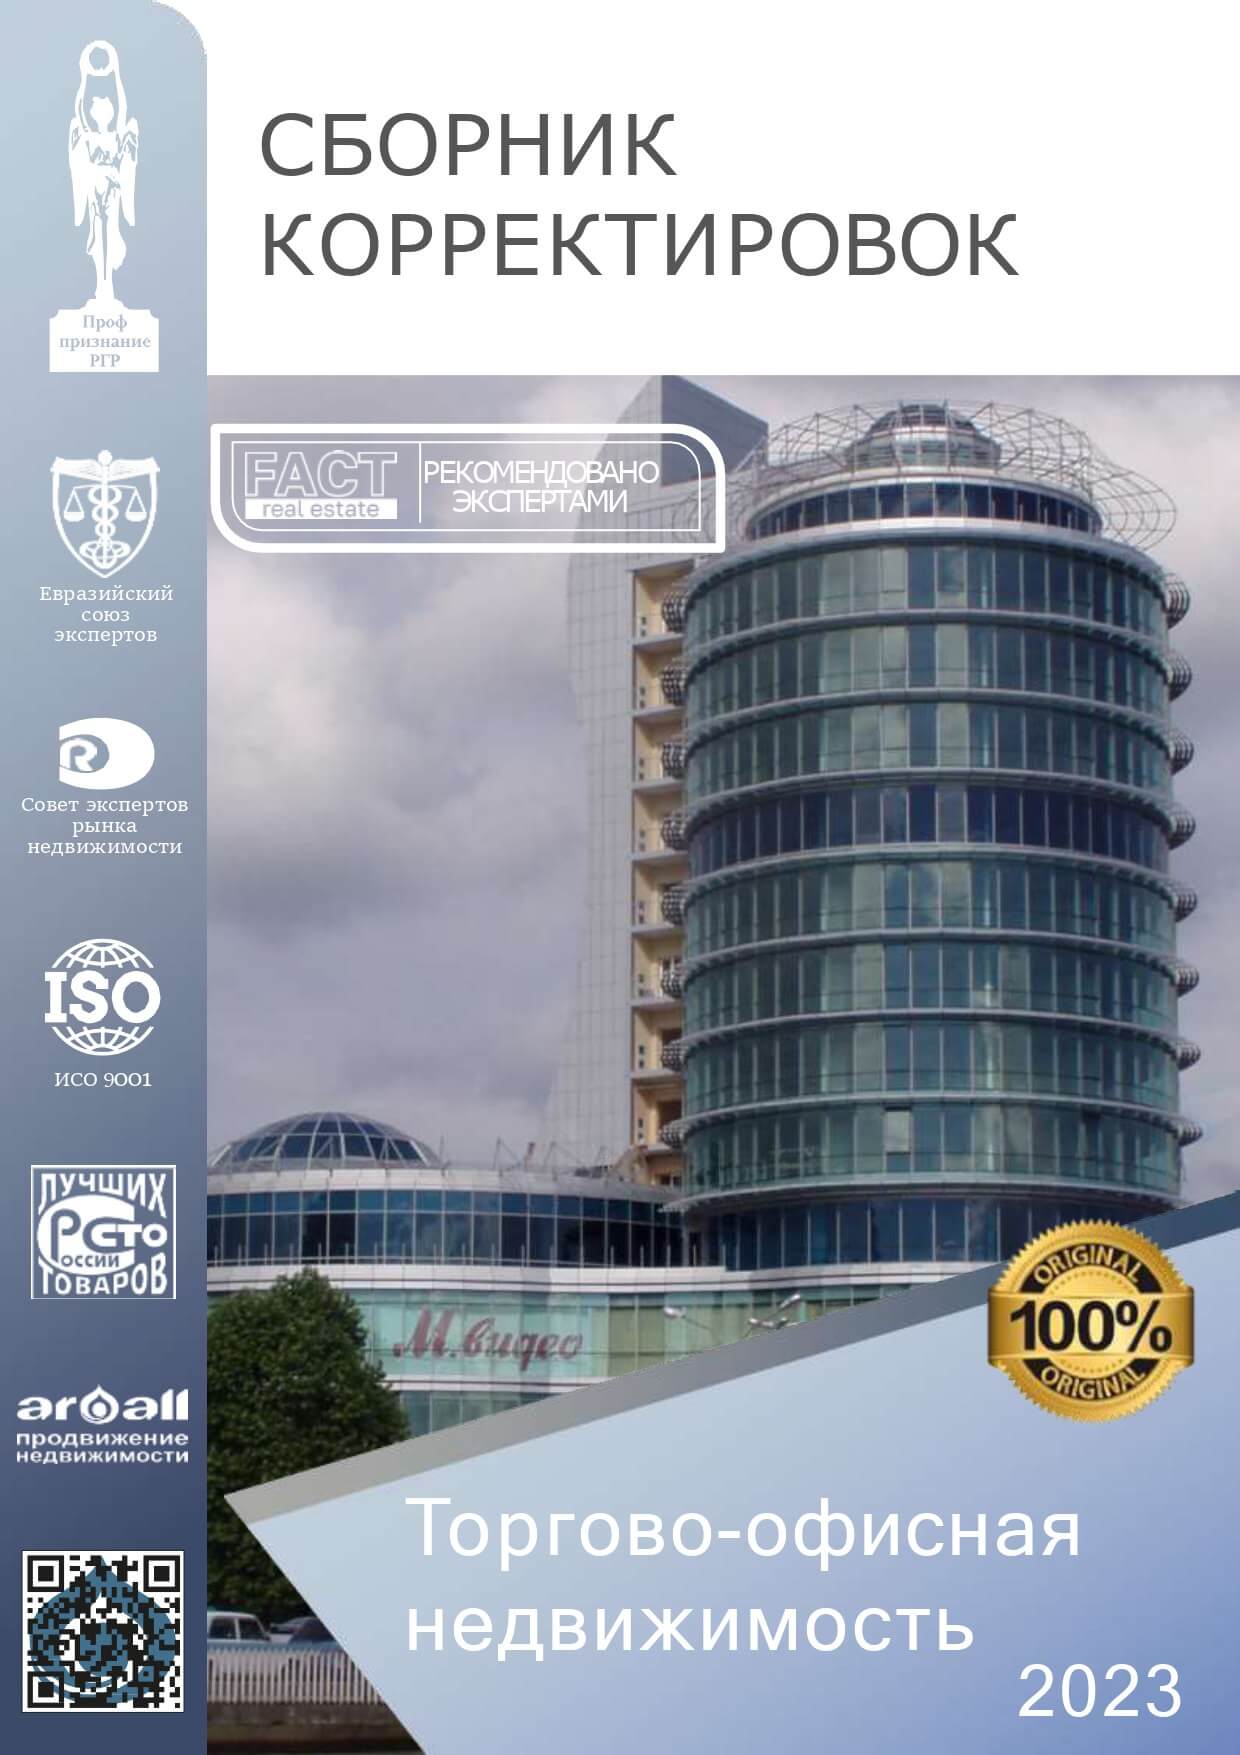 СБОРНИК
КОРРЕКТИРОВОК
Проф
признание
РГР
FACT
real estate
РЕКОМЕНДОВАНО
ЭКСПЕРТАМИ
Евразийский
союз
экспертов
R
Совет экспертов
рынка
недвижимости
ISO
ИСО 9001
ЛУЧШИХ
СТО
РОССИИ
ТОВАРОВ
М.видео
ORIGINAL
100%
ORIGINAL
aroall
продвижение
недвижимости
Торгово-офисная
недвижимость
2023